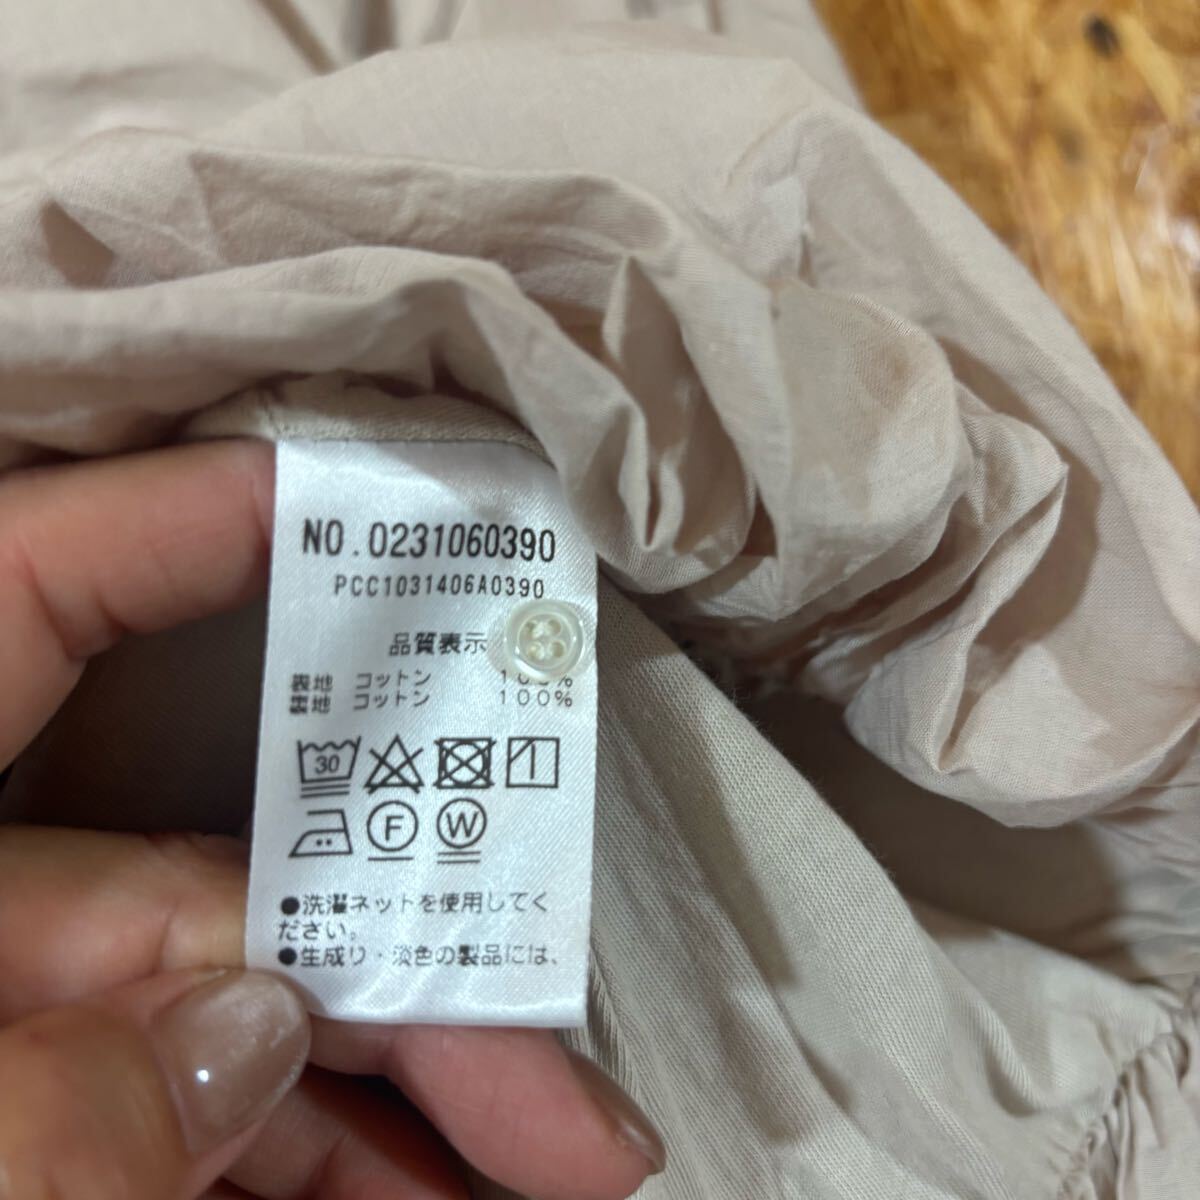 NO.0231060390
PCC1031406A0390
品質表示
表地 コットン 100%
裏地 コットン 100%
30
F W
●洗濯ネットを使用してく
ださい。
●生成り・淡色の製品には、